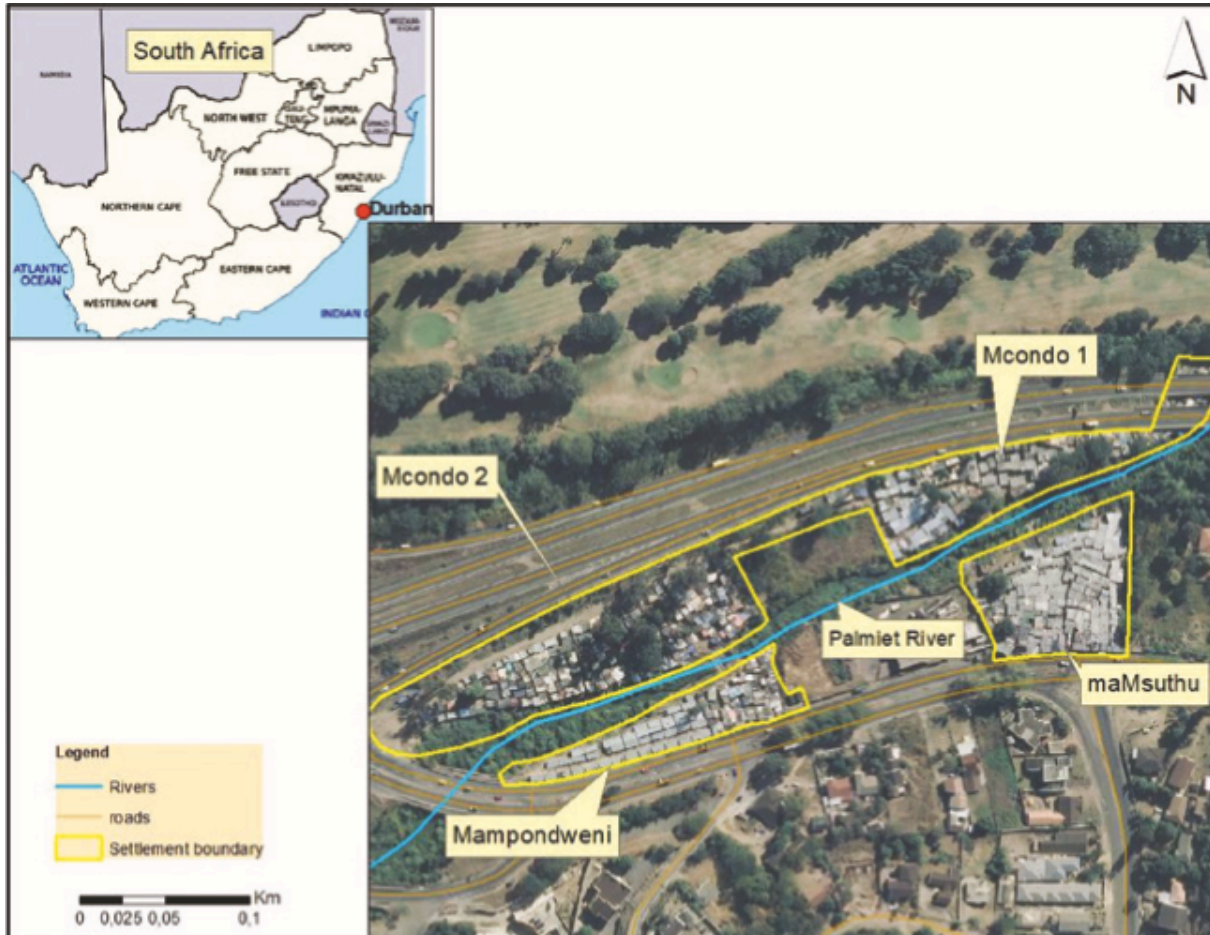 South Africa
LIMPOPO
NAMIBIA
NORTH WEST
MPUMA-
LANGA
FREE STATE
KWAZULU-
NATAL
LESOTHO
NORTHERN CAPE
Durban
ATLANTIC
OCEAN
EASTERN CAPE
WESTERN CAPE
INDIAN
N
Mcondo 1
Mcondo 2
Palmiet River
maMsuthu
Mampondweni
Legend
Rivers
roads
Settlement boundary
Km
0 0,025 0,05 0,1